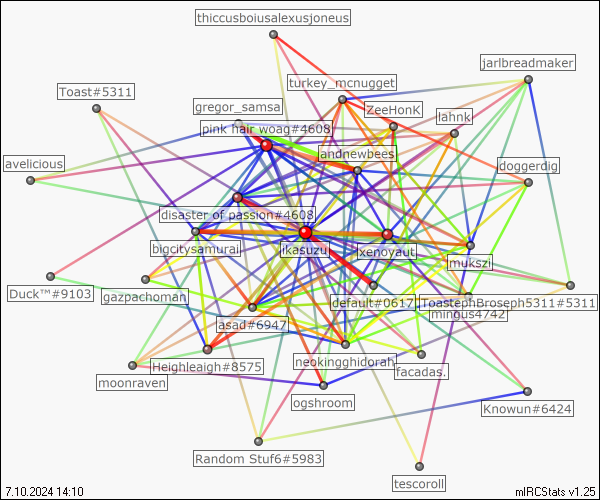 thiccusboiusalexusjoneus
jarlbreadmaker
turkey_mcnugget
Toast#5311
gregor_samsa
ZeeHonK
lahnk
pink hair woag#4608
andnewbees
avelicious
doggerdig
disaster of passion#4608
bigcitysamurai
ikasuzu
xenoyaut
mukszi
Duck™#9103
gazpachoman
default#0617
ToastephBroseph5311#5311
mingus4742
asad#6947
neokingghidorah
Heighleaigh#8575
facadas.
moonraven
ogshroom
Knowun#6424
Random Stuf6#5983
tescoroll
7.10.2024 14:10
mIRCStats v1.25